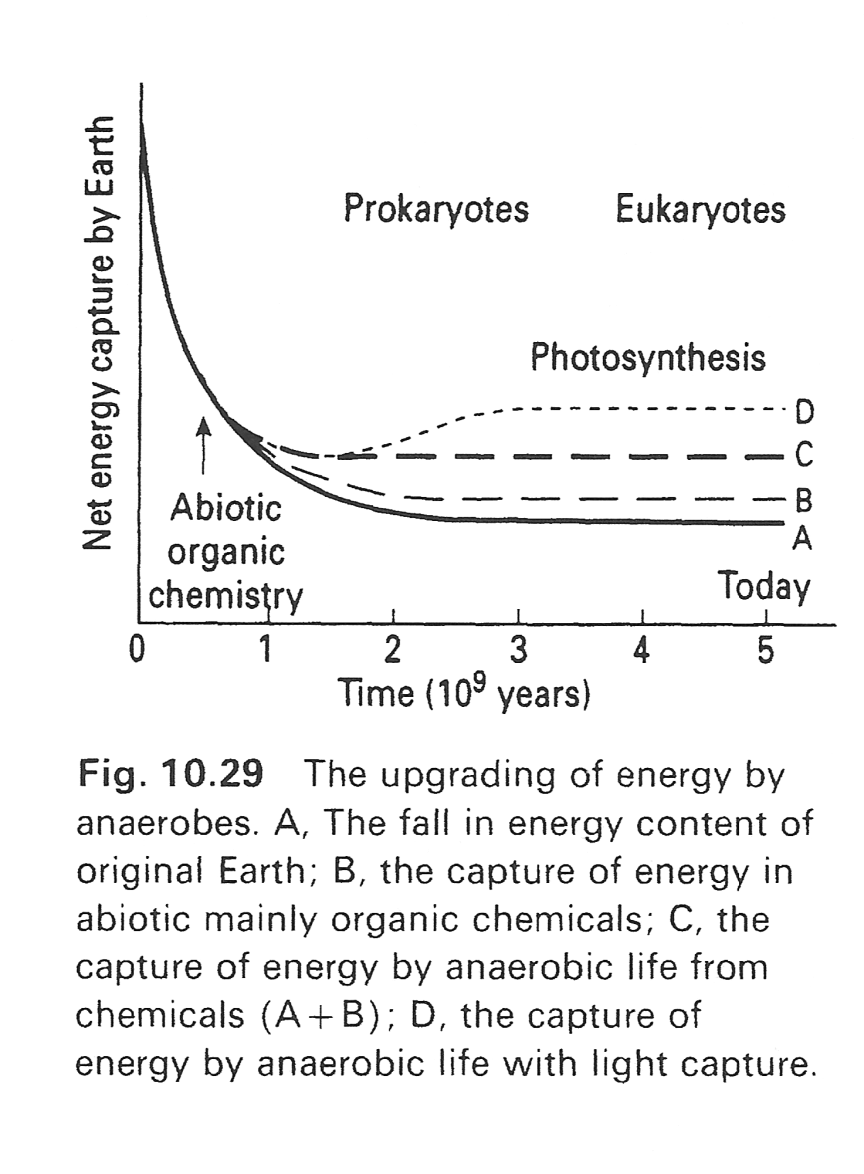 Net energy capture by Earth
Prokaryotes Eukaryotes
Photosynthesis
D
C
B
A
Abiotic
organic
chemistry
Today
0 1 2 3 4 5
Time (10⁹ years)
Fig. 10.29 The upgrading of energy by
anaerobes. A, The fall in energy content of
original Earth; B, the capture of energy in
abiotic mainly organic chemicals; C, the
capture of energy by anaerobic life from
chemicals (A+B); D, the capture of
energy by anaerobic life with light capture.